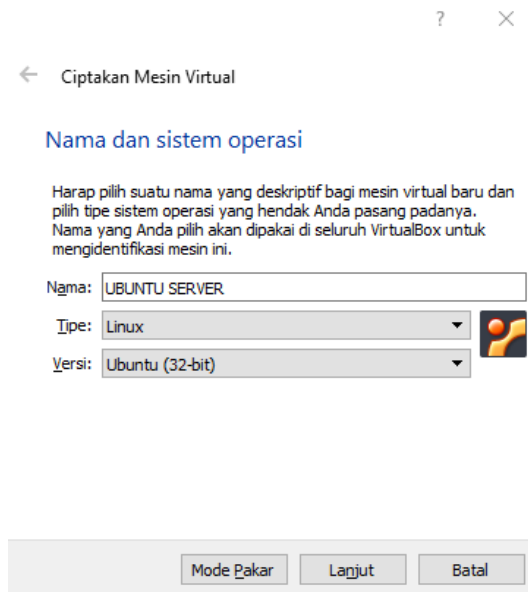 ?
Ciptakan Mesin Virtual
Nama dan sistem operasi
Harap pilih suatu nama yang deskriptif bagi mesin virtual baru dan
pilih tipe sistem operasi yang hendak Anda pasang padanya.
Nama yang Anda pilih akan dipakai di seluruh VirtualBox untuk
mengidentifikasi mesin ini.
Nama: UBUNTU SERVER
Tipe: Linux
Versi: Ubuntu (32-bit)
Mode Pakar Lanjut Batal